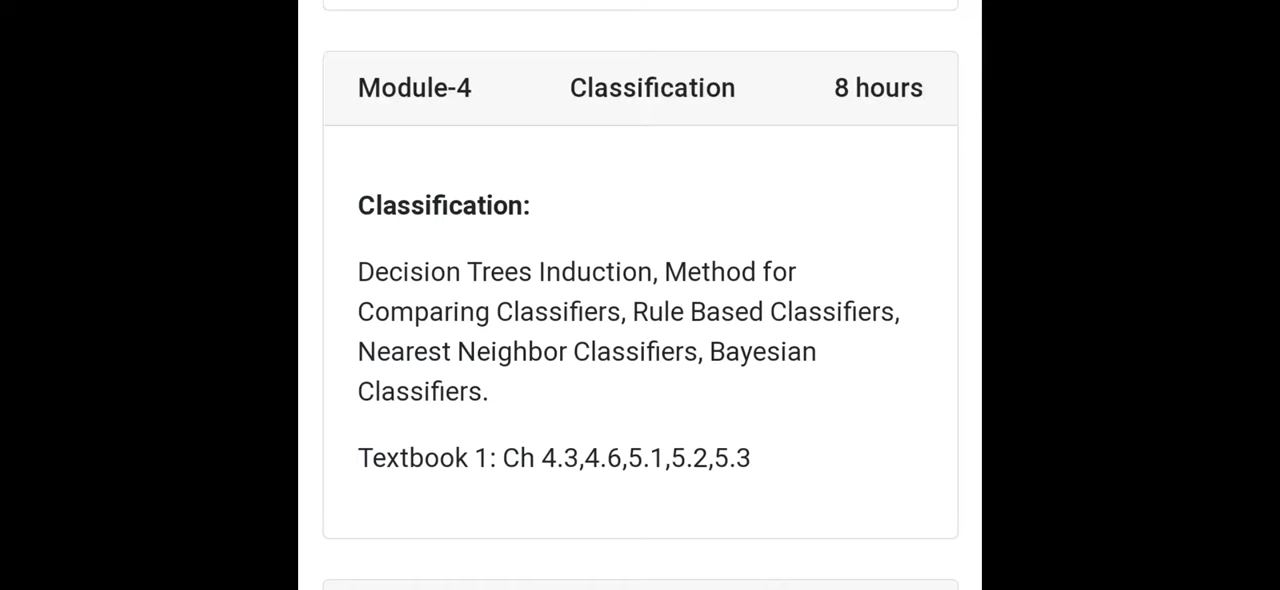 Module-4 Classification 8 hours
Classification:
Decision Trees Induction, Method for
Comparing Classifiers, Rule Based Classifiers,
Nearest Neighbor Classifiers, Bayesian
Classifiers.
Textbook 1: Ch 4.3,4.6,5.1,5.2,5.3